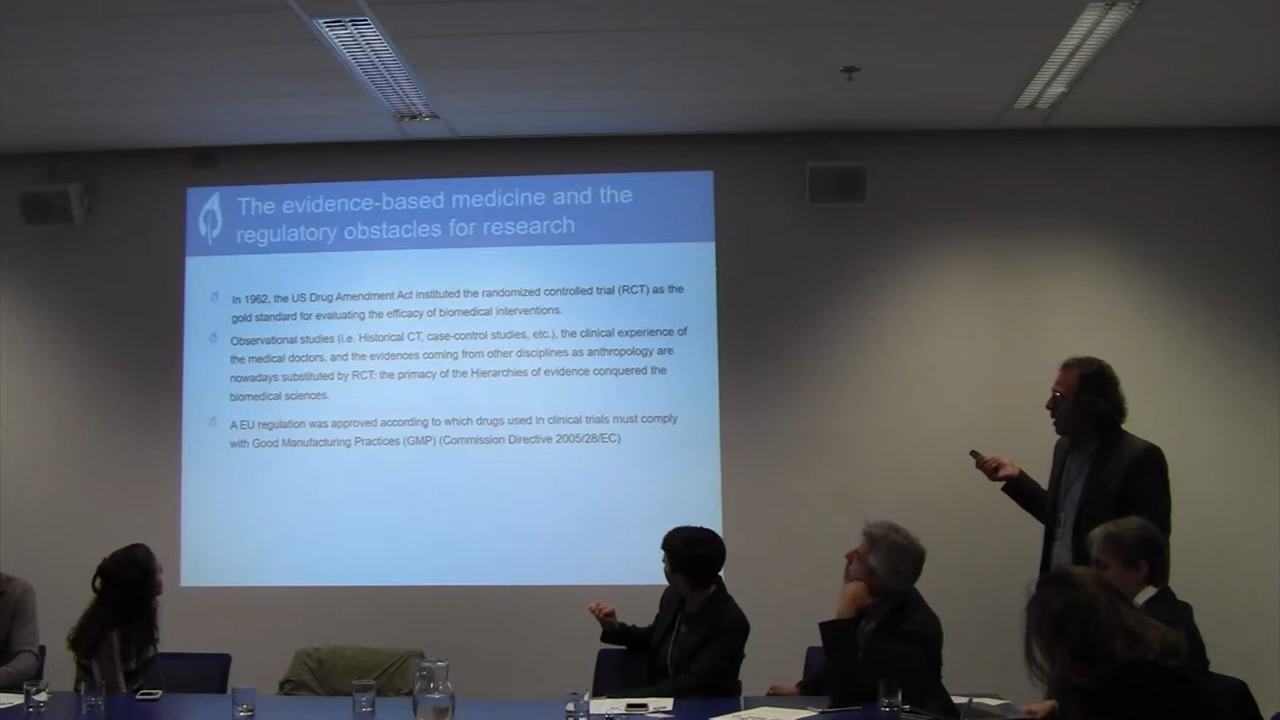 The evidence-based medicine and the
regulatory obstacles for research
In 1962, the US Drug Amendment Act instituted the randomized controlled trial (RCT) as the
gold standard for evaluating the efficacy of biomedical interventions.
Observational studies (i.e. Historical CT, case-control studies, etc.), the clinical experience of
the medical doctors, and the evidences coming from other disciplines as anthropology are
nowadays substituted by RCT: the primacy of the Hierarchies of evidence conquered the
biomedical sciences.
A EU regulation was approved according to which drugs used in clinical trials must comply
with Good Manufacturing Practices (GMP) (Commission Directive 2005/28/EC)